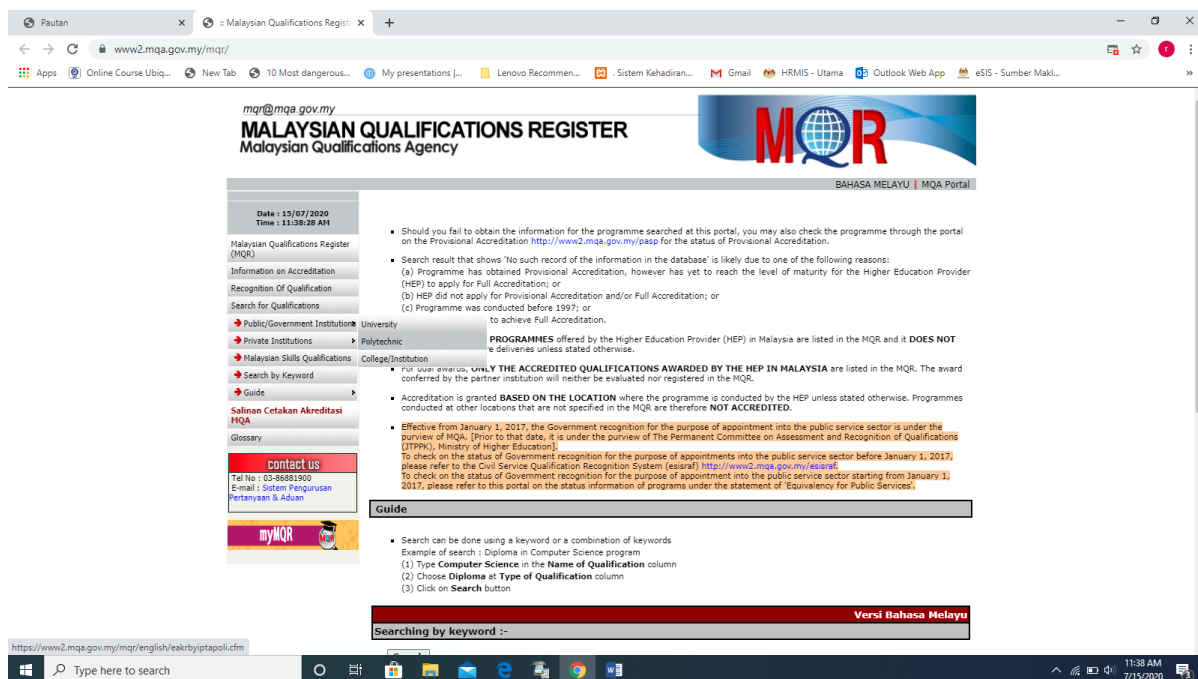 Pautan
:: Malaysian Qualifications Regist
www2.mqa.gov.my/mqr/
Apps
Online Course Ubiq...
New Tab
10 Most dangerous...
My presentations |...
Lenovo Recommen...
. Sistem Kehadiran...
Gmail
HRMIS - Utama
Outlook Web App
eSIS - Sumber Makl...
mqr@mqa.gov.my
MALAYSIAN QUALIFICATIONS REGISTER
Malaysian Qualifications Agency
MQR
BAHASA MELAYU | MQA Portal
Date : 15/07/2020
Time : 11:38:28 AM
Malaysian Qualifications Register
(MQR)
Information on Accreditation
Recognition Of Qualification
Search for Qualifications
Public/Government Institutions
Private Institutions
Malaysian Skills Qualifications
Search by Keyword
Guide
Salinan Cetakan Akreditasi
MQA
Glossary
contact us
Tel No : 03-86881900
E-mail : Sistem Pengurusan
Pertanyaan & Aduan
myMQR
University
Polytechnic
College/Institution
Should you fail to obtain the information for the programme searched at this portal, you may also check the programme through the portal
on the Provisional Accreditation http://www2.mqa.gov.my/pasp for the status of Provisional Accreditation.
Search result that shows 'No such record of the information in the database' is likely due to one of the following reasons:
(a) Programme has obtained Provisional Accreditation, however has yet to reach the level of maturity for the Higher Education Provider
(HEP) to apply for Full Accreditation; or
(b) HEP did not apply for Provisional Accreditation and/or Full Accreditation; or
(c) Programme was conducted before 1997; or
to achieve Full Accreditation.
PROGRAMMES offered by the Higher Education Provider (HEP) in Malaysia are listed in the MQR and it DOES NOT
e deliveries unless stated otherwise.
For dual awards, ONLY THE ACCREDITED QUALIFICATIONS AWARDED BY THE HEP IN MALAYSIA are listed in the MQR. The award
conferred by the partner institution will neither be evaluated nor registered in the MQR.
Accreditation is granted BASED ON THE LOCATION where the programme is conducted by the HEP unless stated otherwise. Programmes
conducted at other locations that are not specified in the MQR are therefore NOT ACCREDITED.
Effective from January 1, 2017, the Government recognition for the purpose of appointment into the public service sector is under the
purview of MQA. [Prior to that date, it is under the purview of The Permanent Committee on Assessment and Recognition of Qualifications
(JTPPK), Ministry of Higher Education].
To check on the status of Government recognition for the purpose of appointments into the public service sector before January 1, 2017,
please refer to the Civil Service Qualification Recognition System (esisraf) http://www2.mqa.gov.my/esisraf.
To check on the status of Government recognition for the purpose of appointment into the public service sector starting from January 1,
2017, please refer to this portal on the status information of programs under the statement of 'Equivalency for Public Services'.
Guide
Search can be done using a keyword or a combination of keywords
Example of search : Diploma in Computer Science program
(1) Type Computer Science in the Name of Qualification column
(2) Choose Diploma at Type of Qualification column
(3) Click on Search button
Versi Bahasa Melayu
Searching by keyword :-
https://www2.mqa.gov.my/mqr/english/eakrbyiptapoli.cfm
Type here to search
11:38 AM
7/15/2020